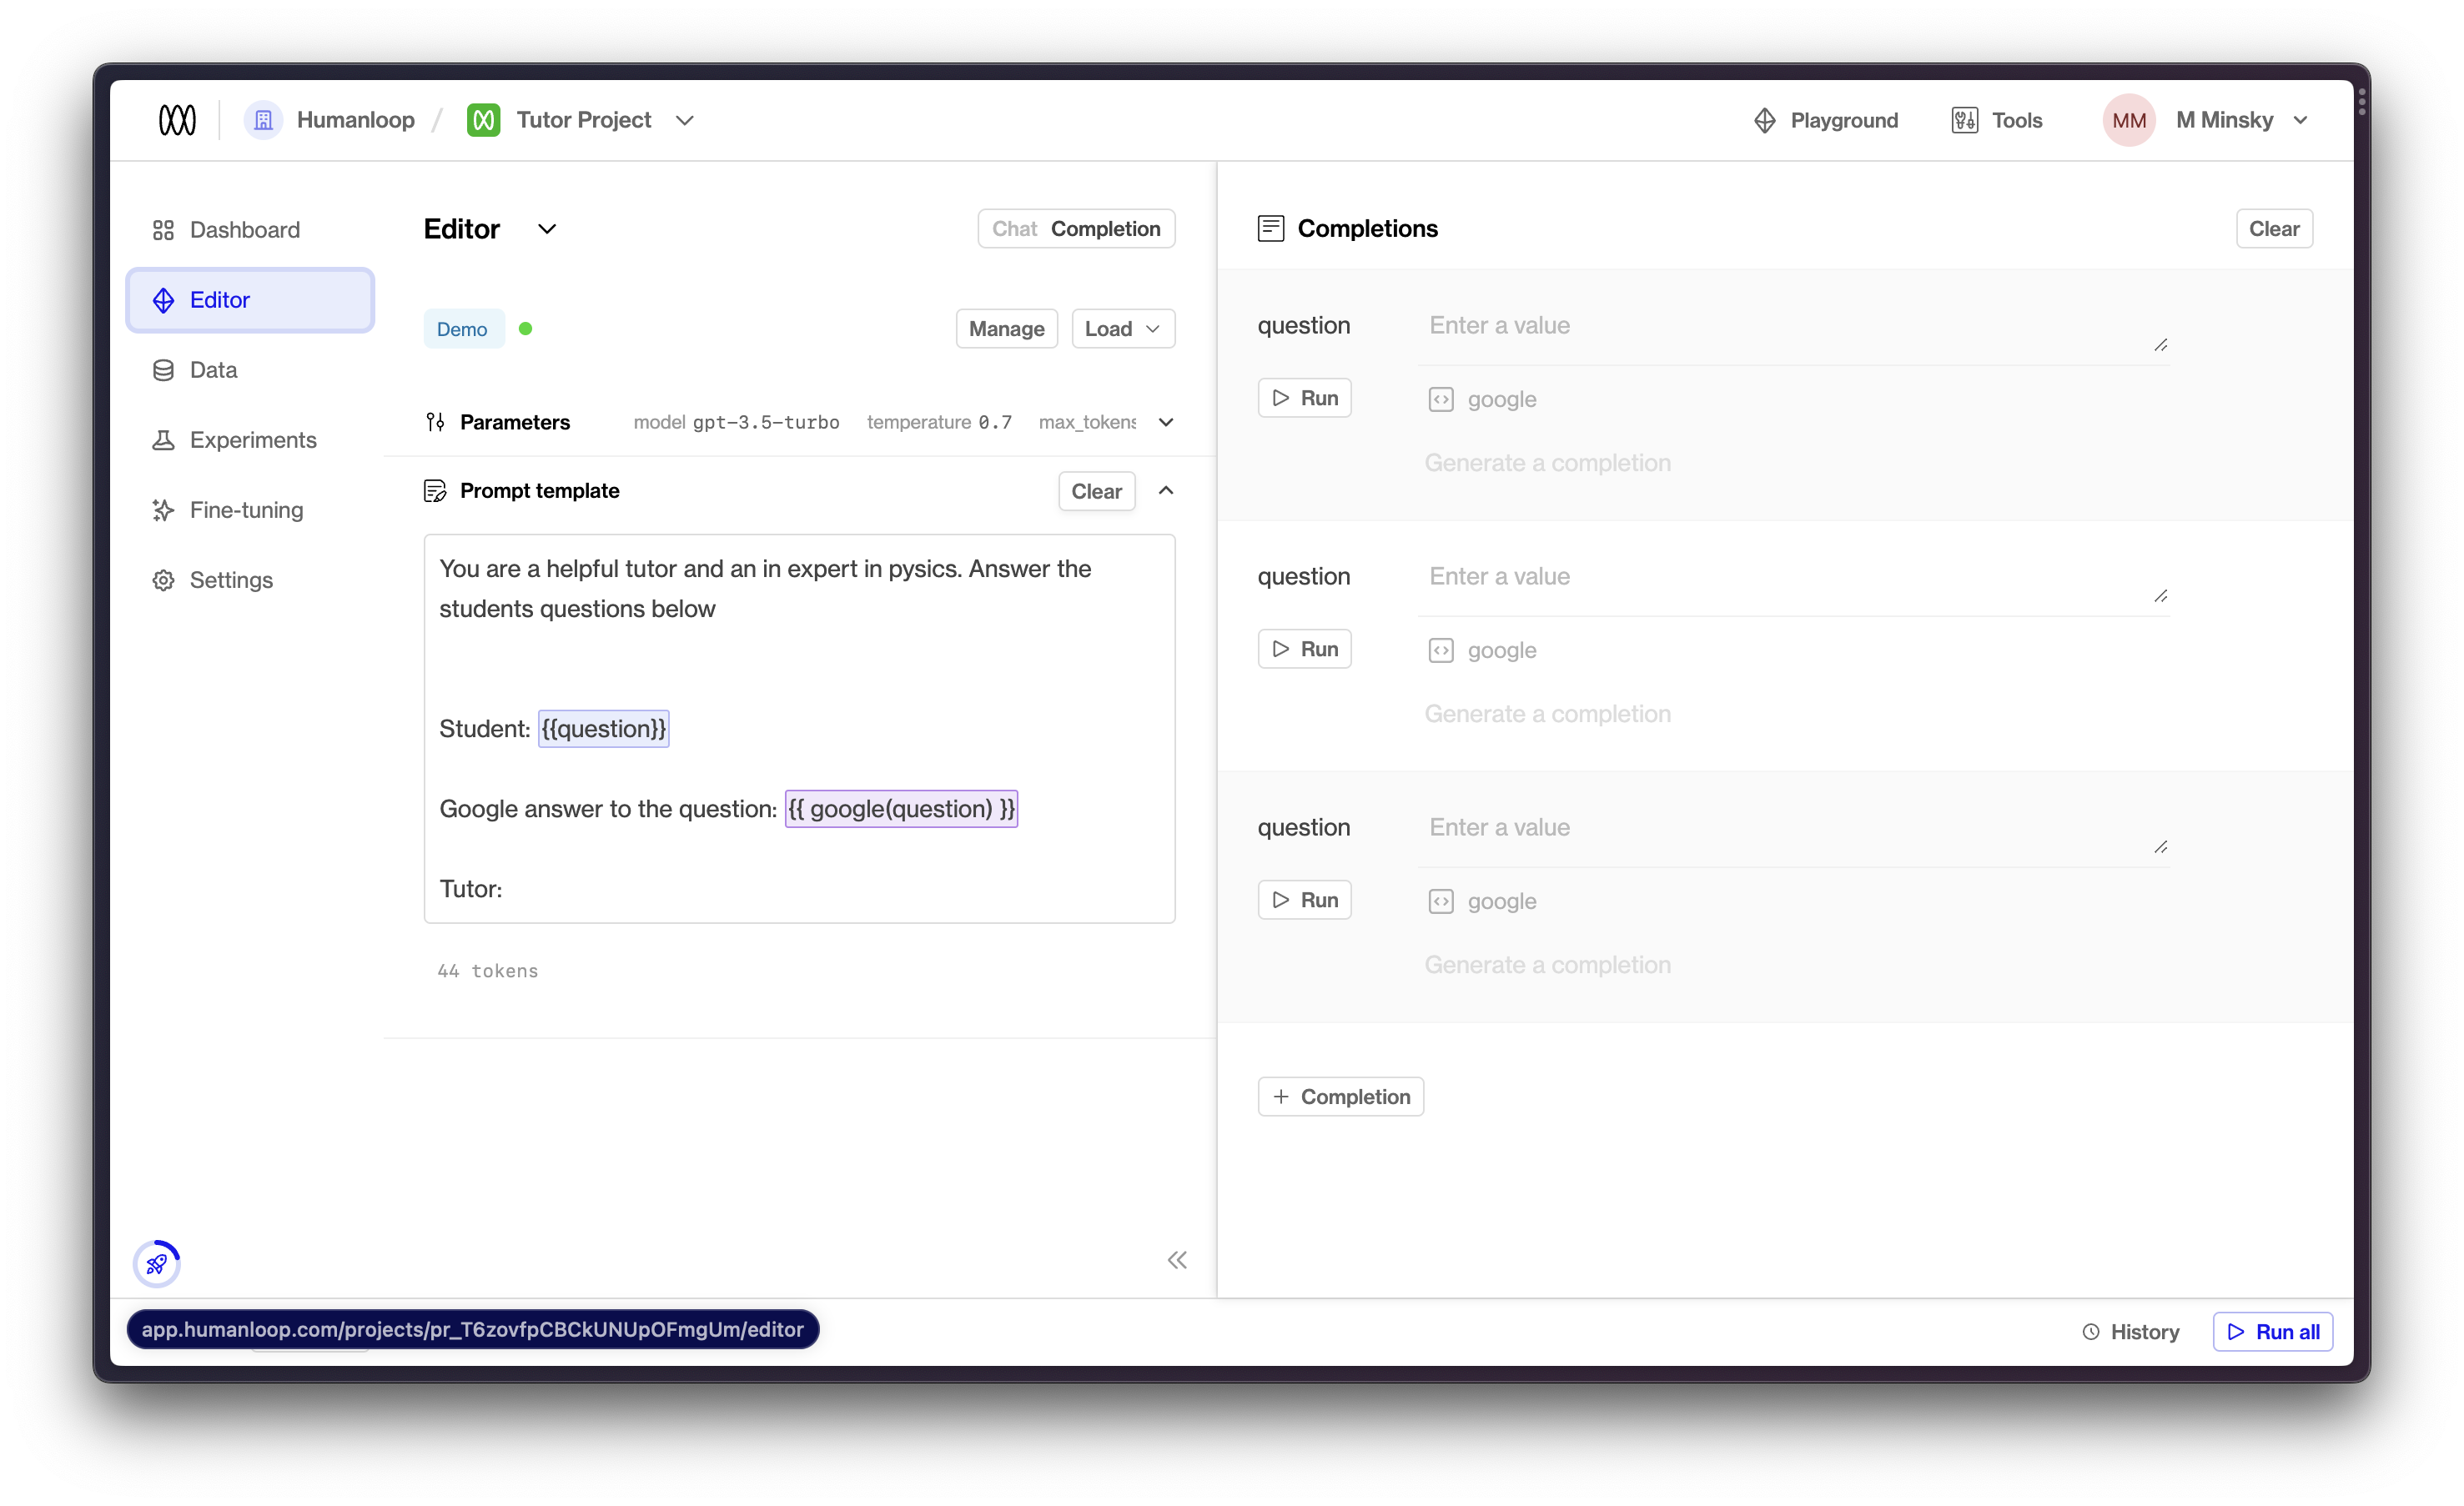 Humanloop / Tutor Project
Playground
Tools
MM
M Minsky
Dashboard
Editor
Data
Experiments
Fine-tuning
Settings
Editor
Chat Completion
Demo
Manage
Load
Parameters
model gpt-3.5-turbo temperature 0.7 max_tokens
Prompt template
Clear
You are a helpful tutor and an in expert in pysics. Answer the
students questions below
Student: {{question}}
Google answer to the question: {{ google(question) }}
Tutor:
44 tokens
Completions
Clear
question
Enter a value
Run
google
Generate a completion
question
Enter a value
Run
google
Generate a completion
question
Enter a value
Run
google
Generate a completion
+ Completion
app.humanloop.com/projects/pr_T6zovfpCBCkUNUpOFmgUm/editor
History
Run all